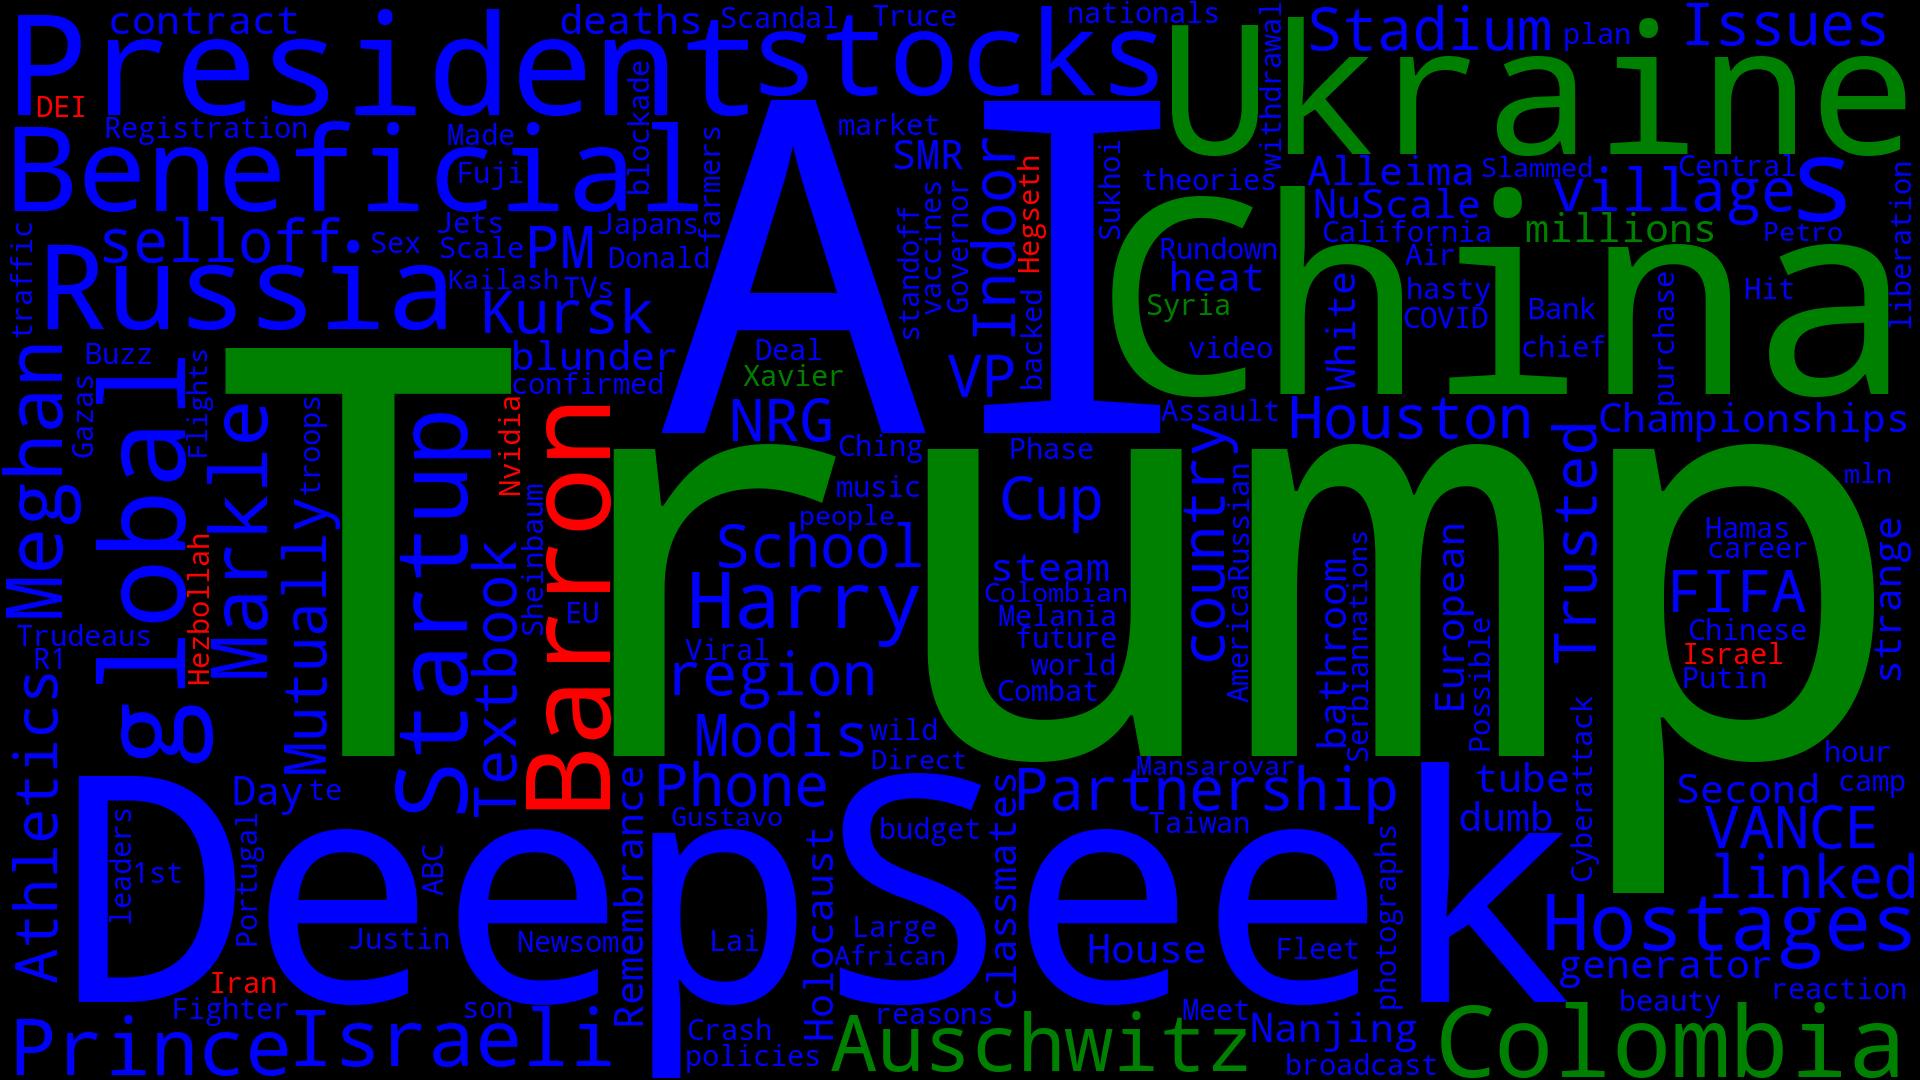 President
contract
deaths
Scandal
Truce
nationals
stocks
Ukraine
withdrawal
Stadium
plan
Issues
DEI
Registration
Made
Beneficial
Fuji
blockade
farmers
market
SMR
AI
Indoor
Hegseth
Sukhoi
theories
Alleima
Slammed
Central
villages
s
liberation
NuScale
California
millions
Petro
China
selloff
Sex
Jets
Scale
PM
Japans
Donald
Russia
Kailash
TVs
Kursk
traffic
standoff
vaccines
Governor
Rundown
heat
Syria
Air
hasty
COVID
Bank
Hit
White
video
chief
purchase
Buzz
Gazas
Flights
blunder
confirmed
Deal
Xavier
VP
backed
NRG
Assault
Houston
Championships
Meghan
global
Markle
troops
Trump
Startup
Nvidia
Barron
Ching
Phase
country
Trusted
mln
music
people
Cup
Hezbollah
Mutually
Textbook
Sheinbaum
EU
School
Harry
Viral
region
Modis
wild
Direct
steam
Colombian
Melania
future
world
Combat
America
Russian
bathroom
Serbian
nations
European
Possible
Hamas
career
FIFA
Chinese
Israel
Putin
strange
Trudeaus
R1
Athletics
Day
te
Phone
Gustavo
Mansarovar
Partnership
tube
dumb
Cyberattack
hour
camp
Second
VANCE
linked
DeepSeek
leaders
1st
Portugal
ABC
Justin
Newsom
Remembrance
Lai
Holocaust
budget
Large
African
classmates
Taiwan
House
Fleet
photographs
Hostages
generator
beauty
reaction
Iran
Fighter
son
Prince
Israeli
Crash
policies
reasons
Auschwitz
Meet
Nanjing
broadcast
Colombia